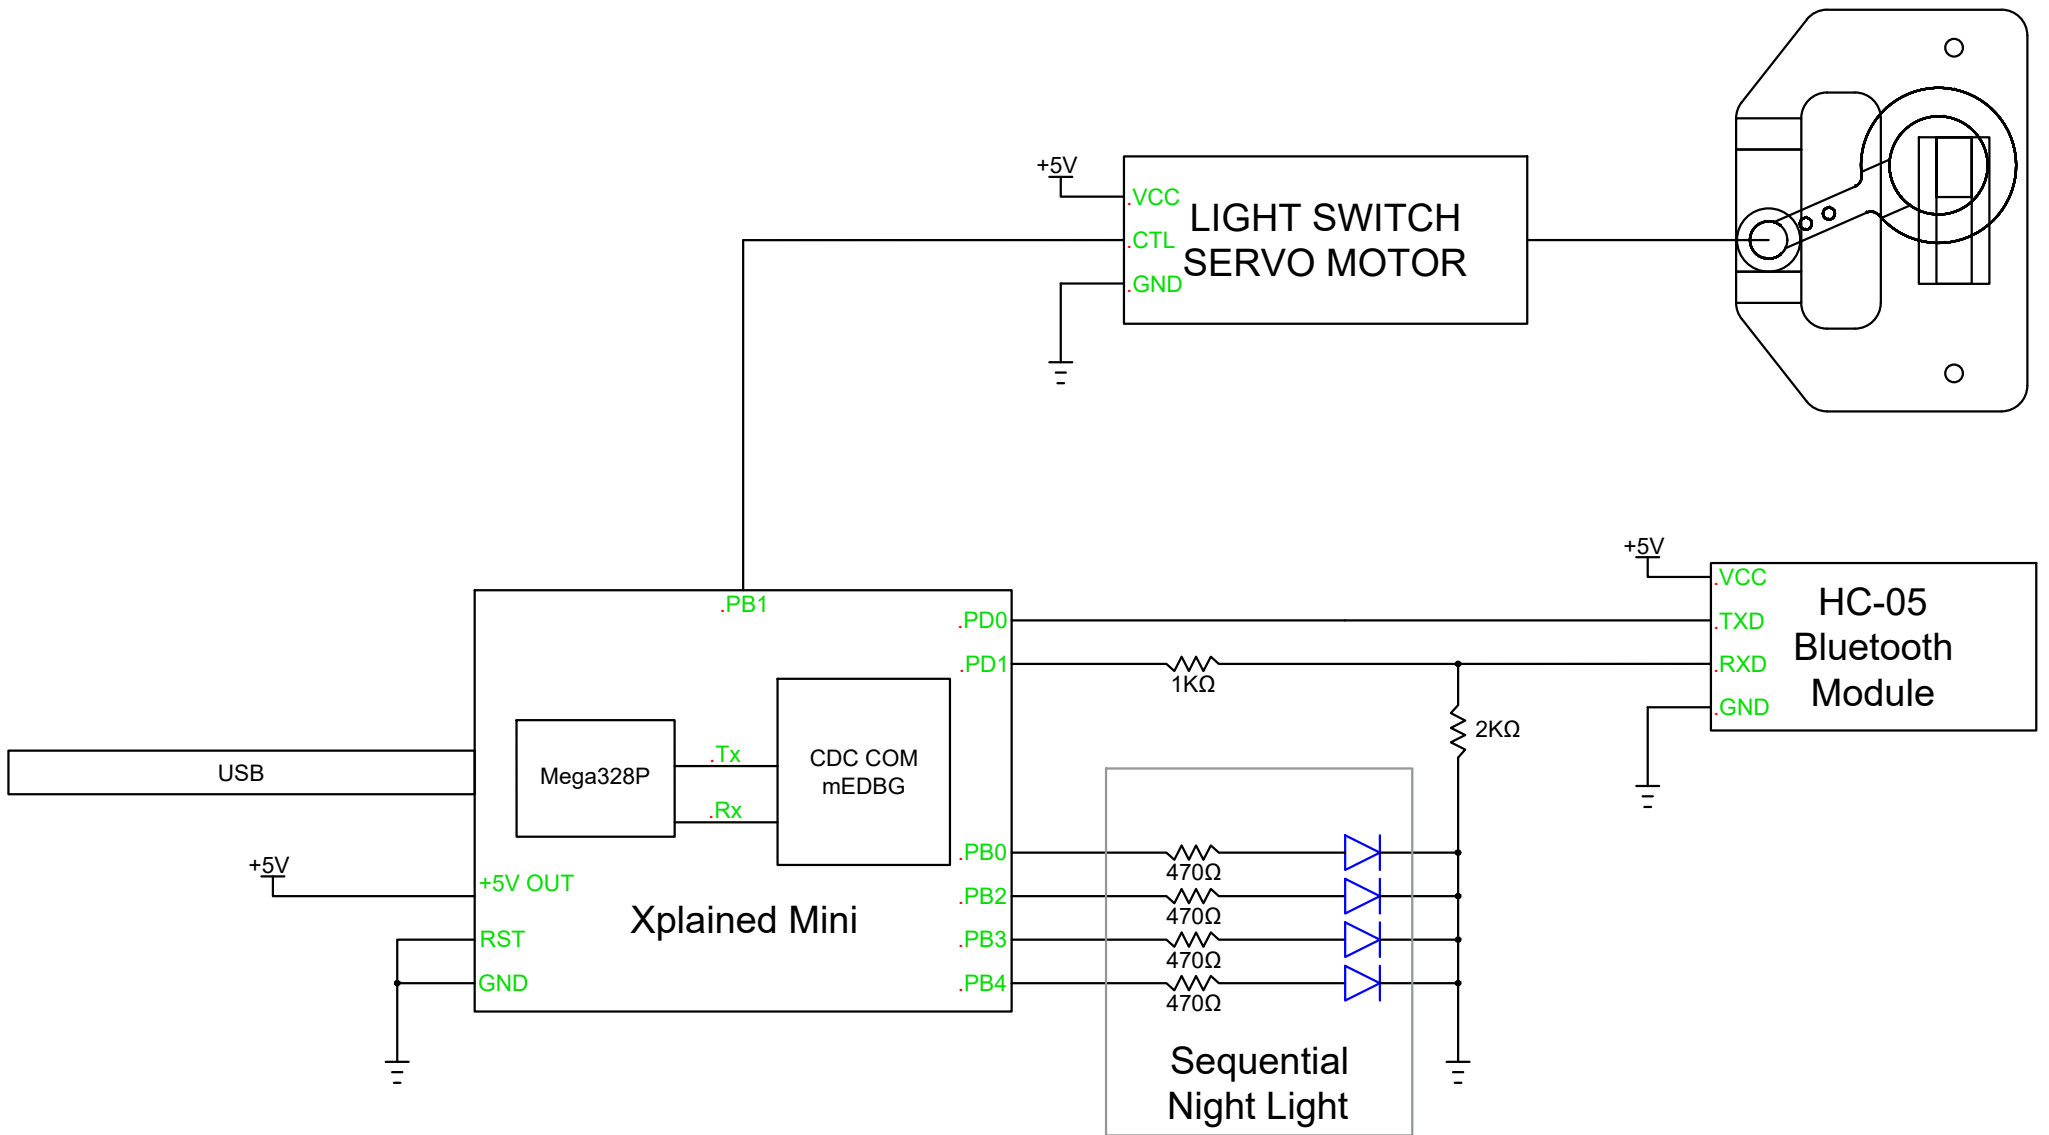 +5V
.VCC
.CTL
.GND
LIGHT SWITCH
SERVO MOTOR
+5V
.VCC
.TXD
.RXD
.GND
HC-05
Bluetooth
Module
.PB1
.PD0
.PD1
1KΩ
2KΩ
USB
Mega328P
.Tx
.Rx
CDC COM
mEDBG
+5V
+5V OUT
RST
GND
Xplained Mini
.PB0
.PB2
.PB3
.PB4
470Ω
470Ω
470Ω
470Ω
Sequential
Night Light